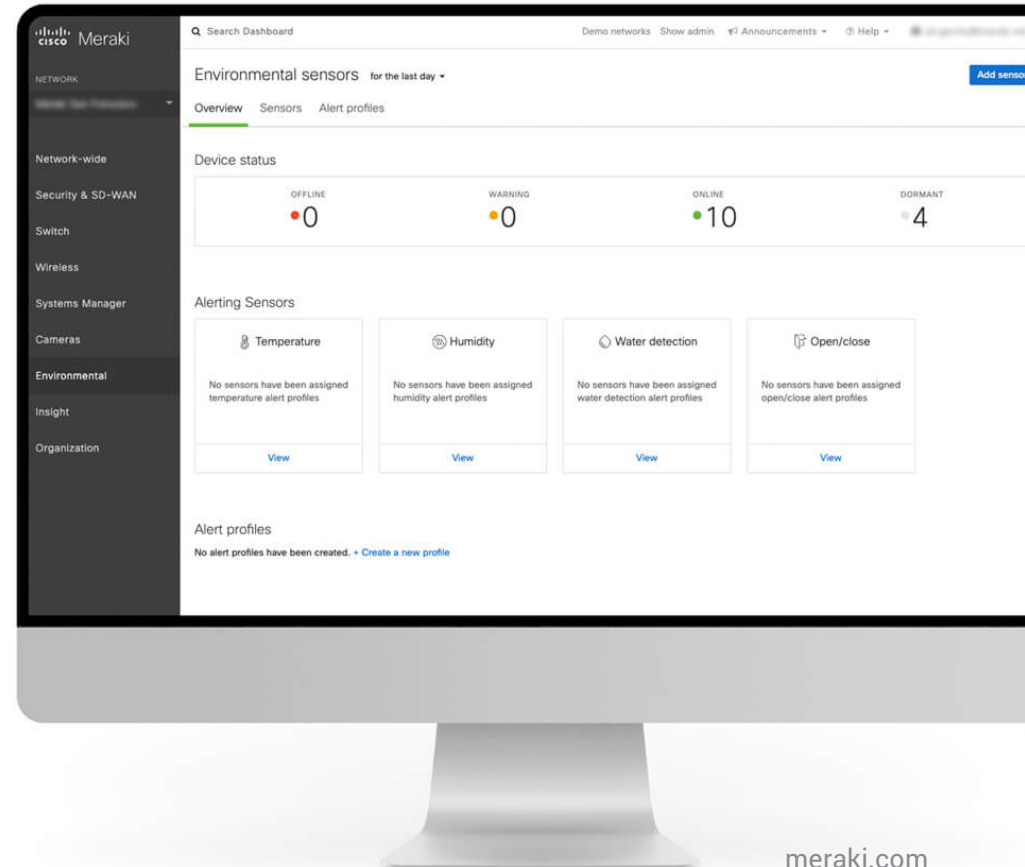 cisco Meraki
Search Dashboard
Demo networks Show admin Announcements Help
NETWORK
Environmental sensors for the last day
Add sensor
Overview Sensors Alert profiles
Network-wide
Security & SD-WAN
Switch
Wireless
Systems Manager
Cameras
Environmental
Insight
Organization
Device status
OFFLINE WARNING ONLINE DORMANT
0 0 10 4
Alerting Sensors
Temperature
No sensors have been assigned
temperature alert profiles
View
Humidity
No sensors have been assigned
humidity alert profiles
View
Water detection
No sensors have been assigned
water detection alert profiles
View
Open/close
No sensors have been assigned
open/close alert profiles
View
Alert profiles
No alert profiles have been created. + Create a new profile
meraki.com